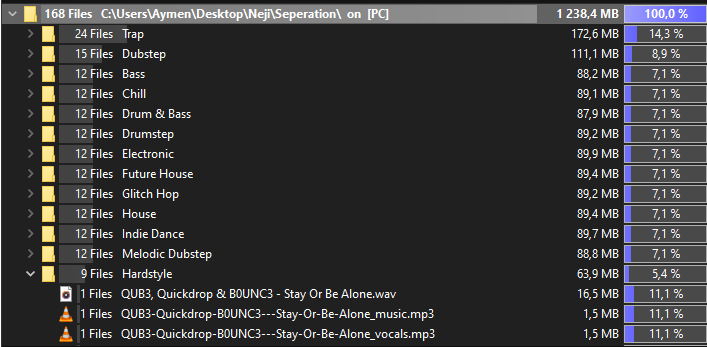 168 Files C:\Users\Aymen\Desktop\Neji\Seperation\ on [PC] 1 238,4 MB 100,0 %
24 Files Trap 172,6 MB 14,3 %
15 Files Dubstep 111,1 MB 8,9 %
12 Files Bass 88,2 MB 7,1 %
12 Files Chill 89,1 MB 7,1 %
12 Files Drum & Bass 87,9 MB 7,1 %
12 Files Drumstep 89,2 MB 7,1 %
12 Files Electronic 89,9 MB 7,1 %
12 Files Future House 89,4 MB 7,1 %
12 Files Glitch Hop 89,2 MB 7,1 %
12 Files House 89,4 MB 7,1 %
12 Files Indie Dance 89,7 MB 7,1 %
12 Files Melodic Dubstep 88,8 MB 7,1 %
9 Files Hardstyle 63,9 MB 5,4 %
1 Files QUB3, Quickdrop & B0UNC3 - Stay Or Be Alone.wav 16,5 MB 11,1 %
1 Files QUB3-Quickdrop-B0UNC3---Stay-Or-Be-Alone_music.mp3 1,5 MB 11,1 %
1 Files QUB3-Quickdrop-B0UNC3---Stay-Or-Be-Alone_vocals.mp3 1,5 MB 11,1 %